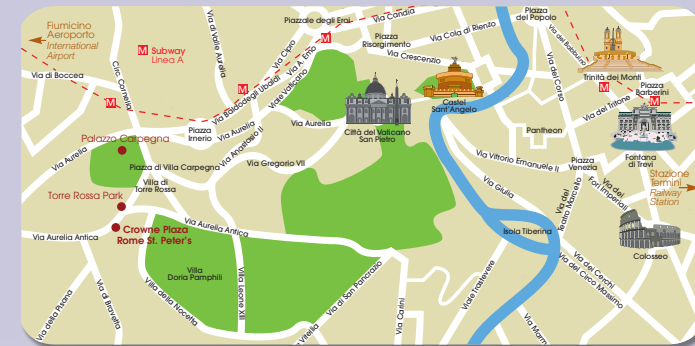 Fiumicino
Aeroporto
International
Airport
Via di Boccea
Circ. Cornelia
M Subway
Linea A
M
Via di Valle Aurelia
Piazzale degli Eroi
M
Via Candia
Via Cipro
Via A. Emo
Viale Vaticano
Piazza
Risorgimento
Via Cola di Rienzo
Via Crescenzio
Piazza
del Popolo
Via del Babbuino
Via del Corso
Trinità dei Monti
M
Piazza
Barberini
M
Via del Tritone
M
Via Baldo degli Ubaldi
Piazza
Irnerio
Via Aurelia
Via Anastasio II
Via Aurelia
Città del Vaticano
San Pietro
Castel
Sant'Angelo
Pantheon
Fontana
di Trevi
Palazzo Carpegna
Via Aurelia
Piazza di Villa Carpegna
Via Gregorio VII
Via Vittorio Emanuele II
Piazza
Venezia
Via dei
Fori Imperiali
Stazione
Termini
Railway
Station
Villa di
Torre Rossa
Torre Rossa Park
Via Giulia
Via del
Teatro Marcello
Crowne Plaza
Rome St. Peter's
Via Aurelia Antica
Via Aurelia Antica
Isola Tiberina
Colosseo
Villa
Doria Pamphili
Villa Leone XIII
Via di San Pancrazio
Via dei Cerchi
Via del Circo Massimo
Viale Trastevere
Via della Pisana
Via di Bravetta
Via della Nocetta
Via Vitellia
Via Carini
Via Marm